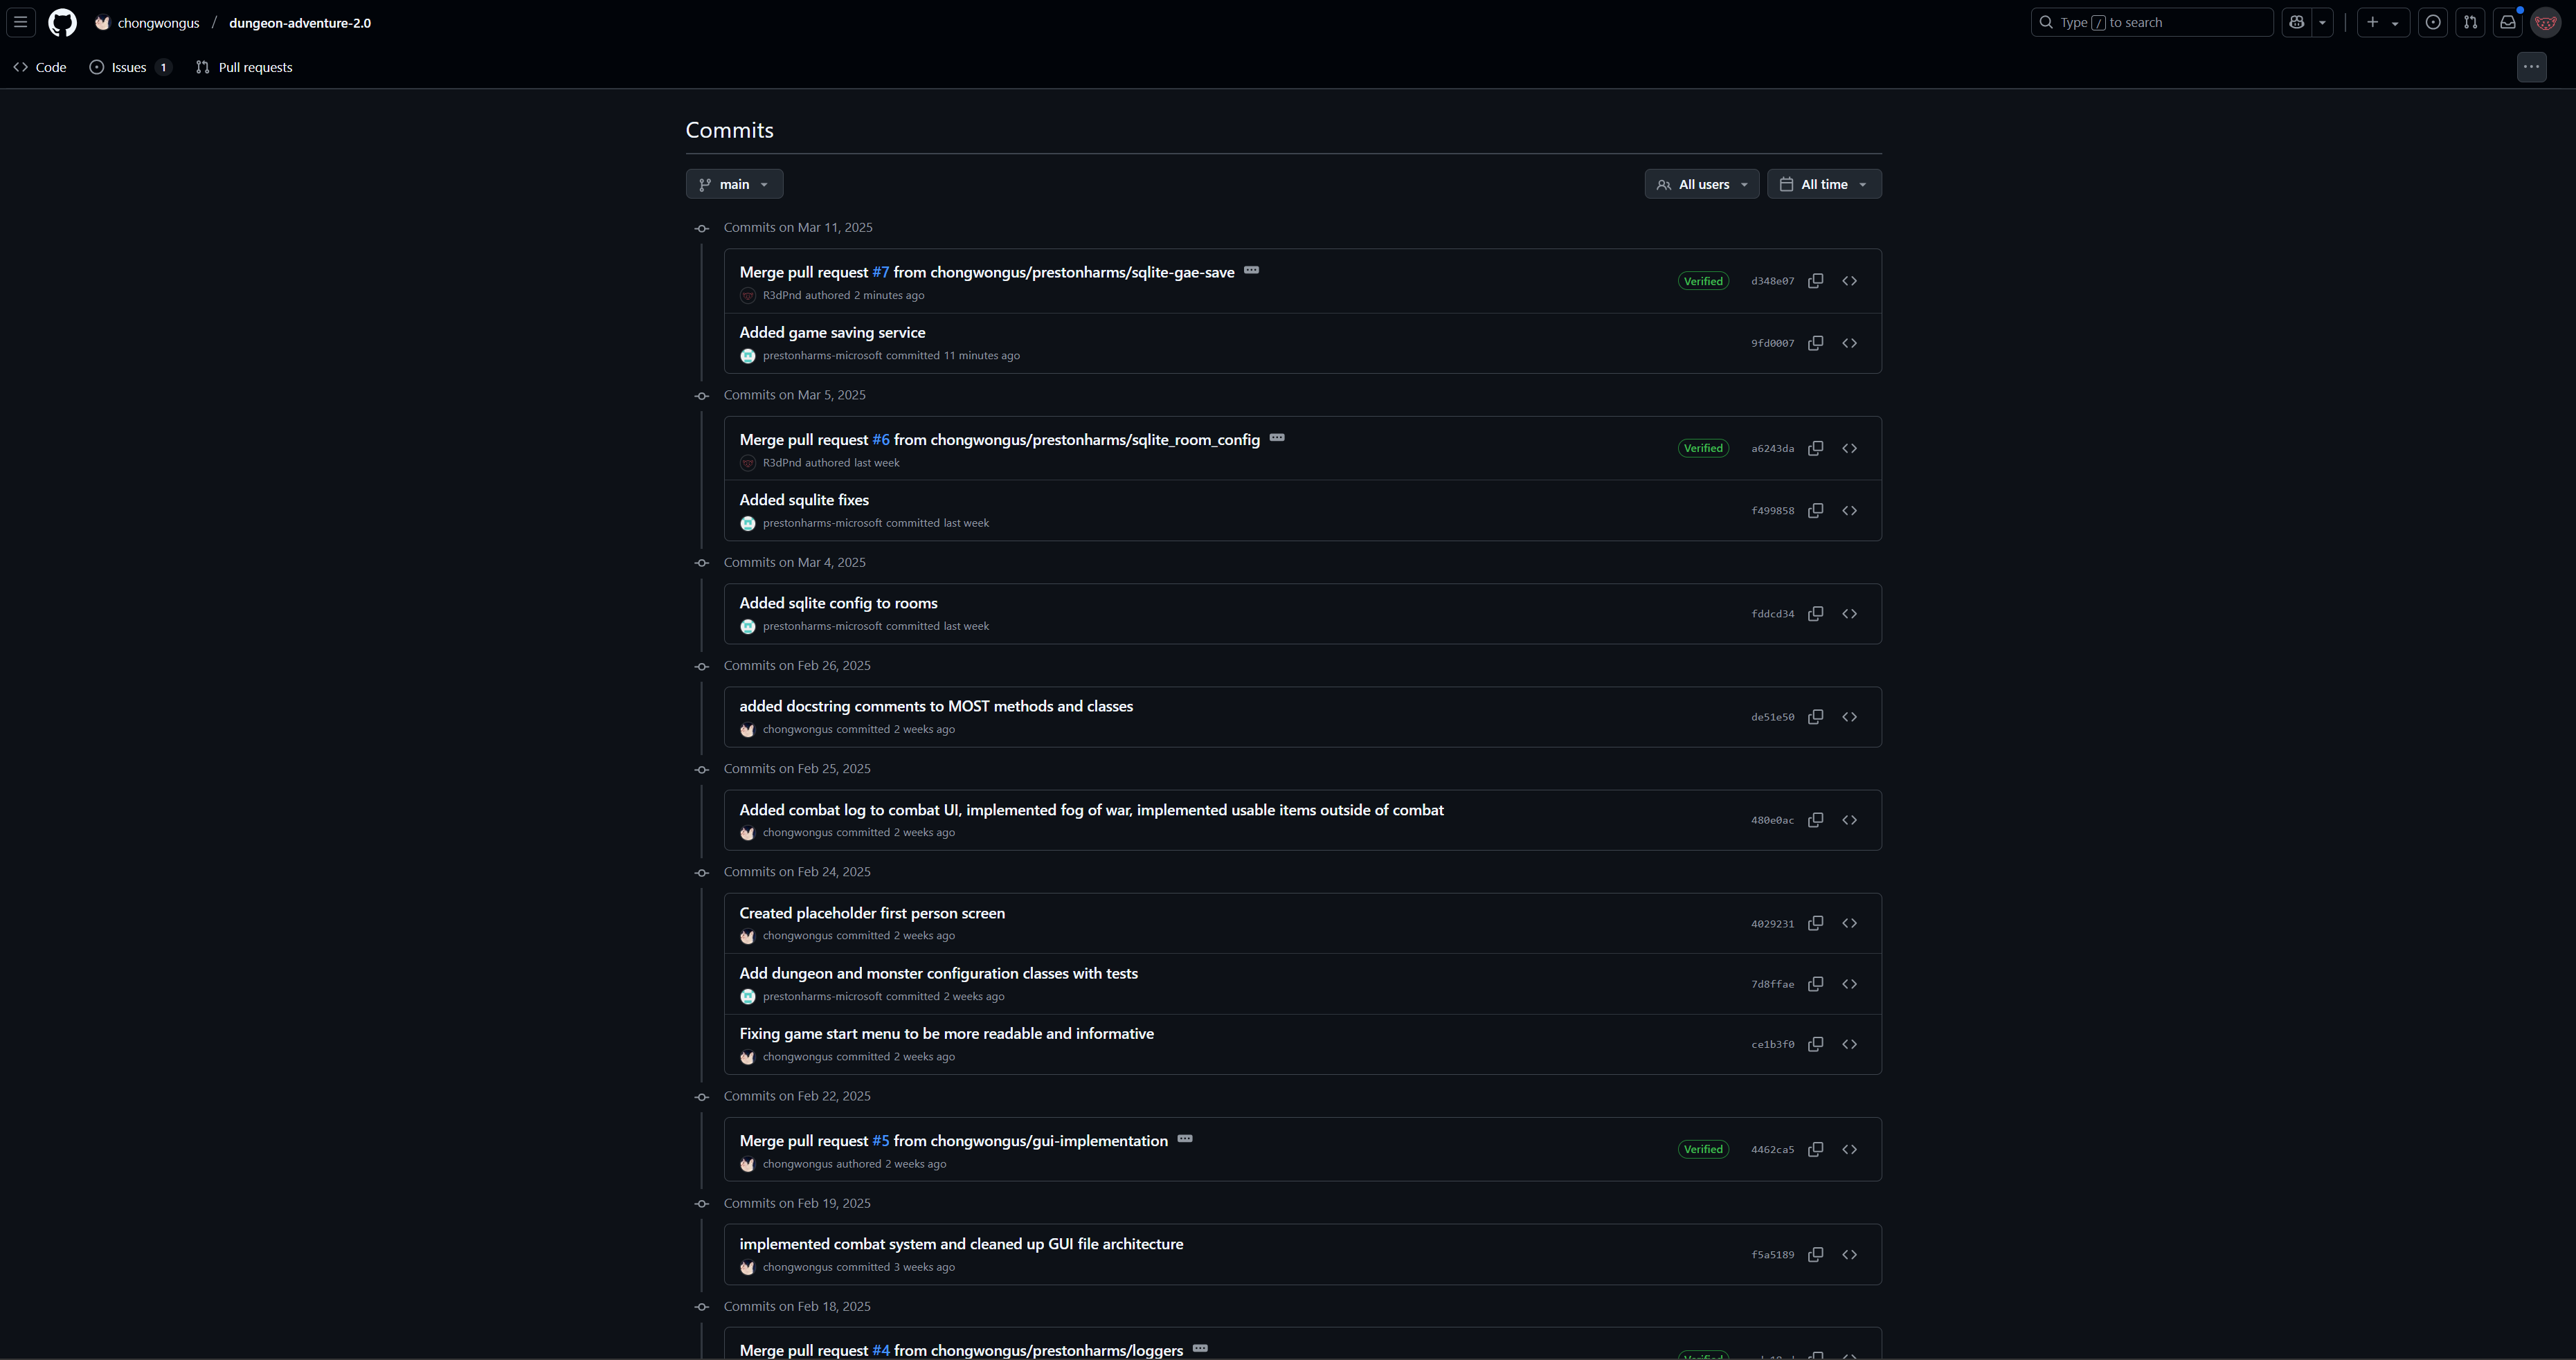 chongwongus / dungeon-adventure-2.0
Type / to search
Code
Issues 1
Pull requests
Commits
main
All users
All time
Commits on Mar 11, 2025
Merge pull request #7 from chongwongus/prestonharms/sqlite-gae-save
R3dPnd authored 2 minutes ago
Verified
d348e07
Added game saving service
prestonharms-microsoft committed 11 minutes ago
9fd0007
Commits on Mar 5, 2025
Merge pull request #6 from chongwongus/prestonharms/sqlite_room_config
R3dPnd authored last week
Verified
a6243da
Added squlite fixes
prestonharms-microsoft committed last week
f499858
Commits on Mar 4, 2025
Added sqlite config to rooms
prestonharms-microsoft committed last week
fddcd34
Commits on Feb 26, 2025
added docstring comments to MOST methods and classes
chongwongus committed 2 weeks ago
de51e50
Commits on Feb 25, 2025
Added combat log to combat UI, implemented fog of war, implemented usable items outside of combat
chongwongus committed 2 weeks ago
480e0ac
Commits on Feb 24, 2025
Created placeholder first person screen
chongwongus committed 2 weeks ago
4029231
Add dungeon and monster configuration classes with tests
prestonharms-microsoft committed 2 weeks ago
7d8ffae
Fixing game start menu to be more readable and informative
chongwongus committed 2 weeks ago
ce1b3f0
Commits on Feb 22, 2025
Merge pull request #5 from chongwongus/gui-implementation
chongwongus authored 2 weeks ago
Verified
4462ca5
Commits on Feb 19, 2025
implemented combat system and cleaned up GUI file architecture
chongwongus committed 3 weeks ago
f5a5189
Commits on Feb 18, 2025
Merge pull request #4 from chongwongus/prestonharms/loggers
Verified